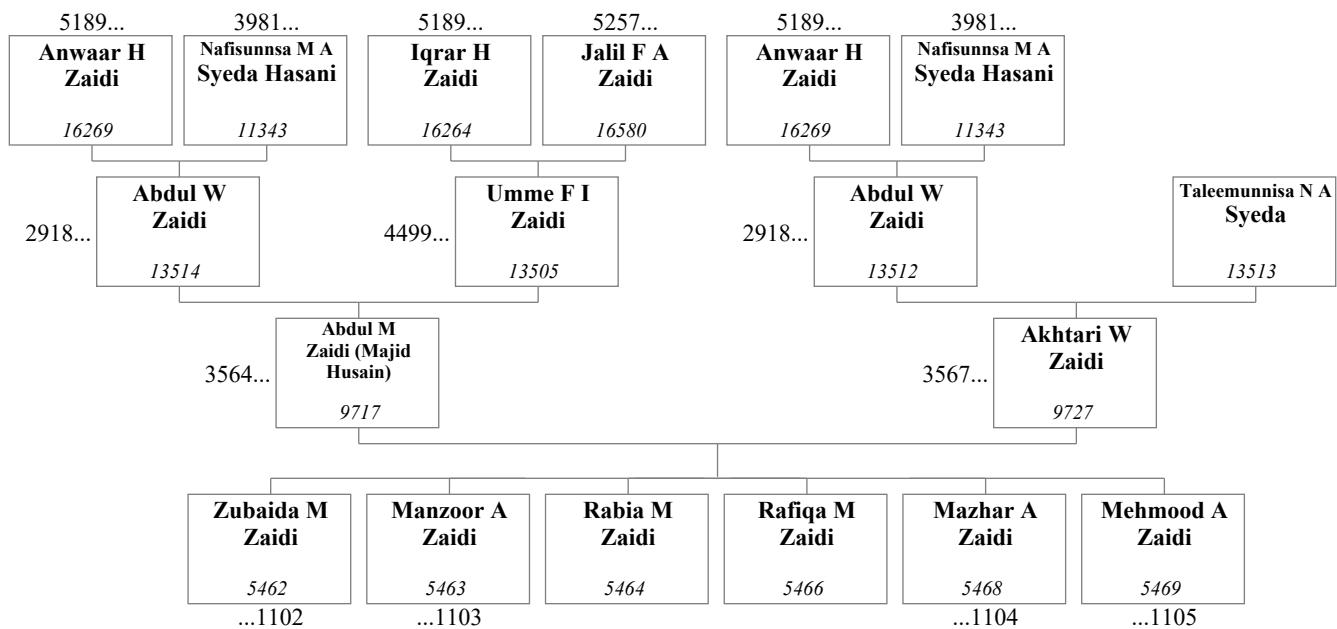 5189... 3981... 5189... 5257... 5189... 3981...
Anwaar H
Zaidi
16269
Nafisunnsa M A
Syeda Hasani
11343
Iqrar H
Zaidi
16264
Jalil F A
Zaidi
16580
Anwaar H
Zaidi
16269
Nafisunnsa M A
Syeda Hasani
11343
2918...
Abdul W
Zaidi
13514
4499...
Umme F I
Zaidi
13505
2918...
Abdul W
Zaidi
13512
Taleemunnisa N A
Syeda
13513
3564...
Abdul M
Zaidi (Majid
Husain)
9717
3567...
Akhtari W
Zaidi
9727
Zubaida M
Zaidi
5462
...1102
Manzoor A
Zaidi
5463
...1103
Rabia M
Zaidi
5464
Rafiqa M
Zaidi
5466
Mazhar A
Zaidi
5468
...1104
Mehmood A
Zaidi
5469
...1105